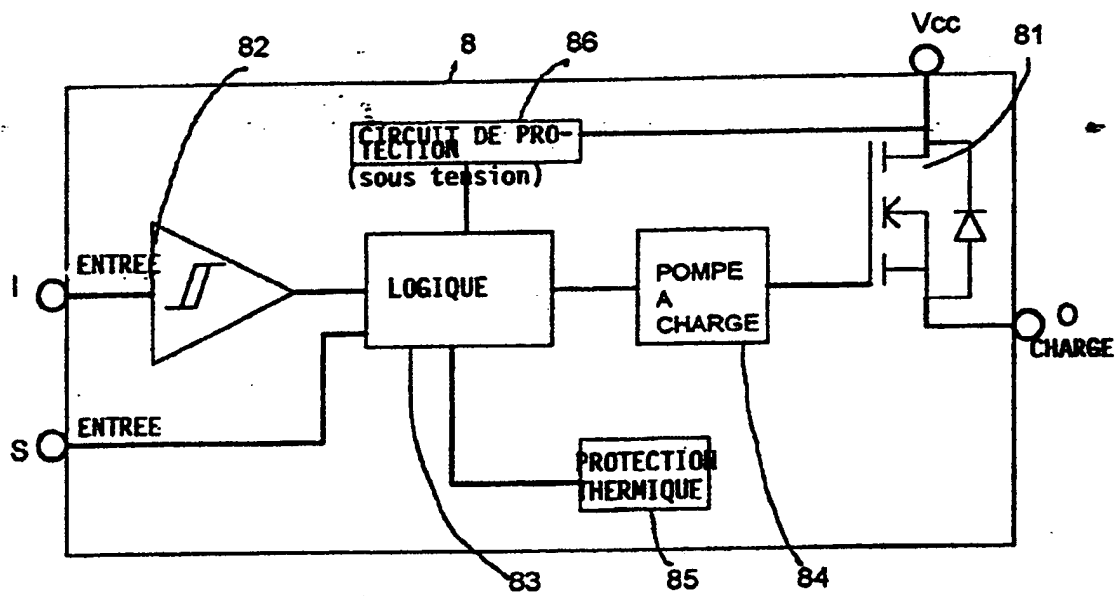 82
8
86
Vcc
81
CIRCUIT DE PRO-
TECTION
(sous tension)
I
ENTREE
LOGIQUE
POMPE
A
CHARGE
O
CHARGE
S
ENTREE
PROTECTION
THERMIQUE
83
85
84